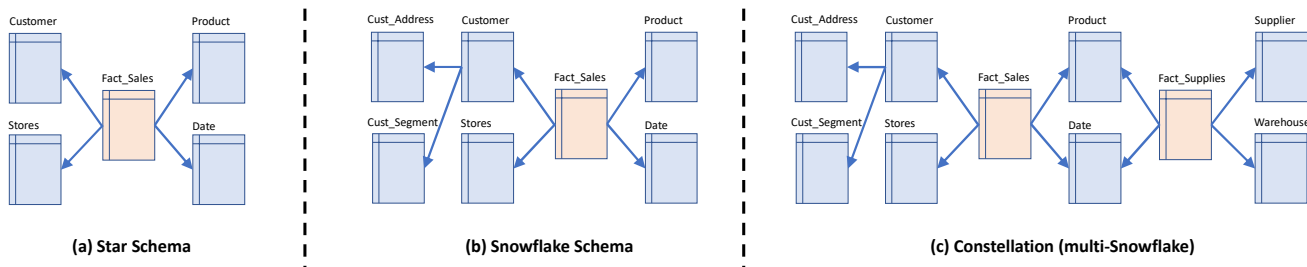 Customer
Product
Fact_Sales
Stores
Date
(a) Star Schema
Cust_Address
Customer
Product
Fact_Sales
Cust_Segment
Stores
Date
(b) Snowflake Schema
Cust_Address
Customer
Product
Supplier
Fact_Sales
Fact_Supplies
Cust_Segment
Stores
Date
Warehouse
(c) Constellation (multi-Snowflake)